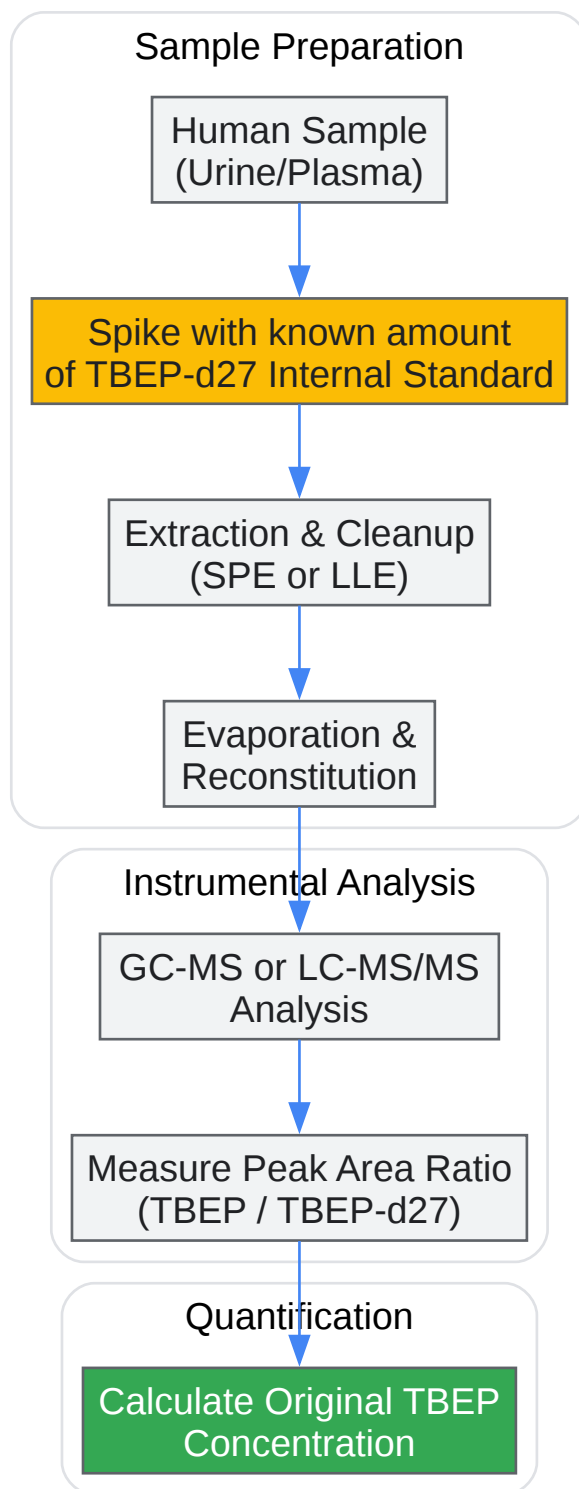 Sample Preparation
Human Sample
(Urine/Plasma)
Spike with known amount
of TBEP-d27 Internal Standard
Extraction & Cleanup
(SPE or LLE)
Evaporation &
Reconstitution
Instrumental Analysis
GC-MS or LC-MS/MS
Analysis
Measure Peak Area Ratio
(TBEP / TBEP-d27)
Quantification
Calculate Original TBEP
Concentration